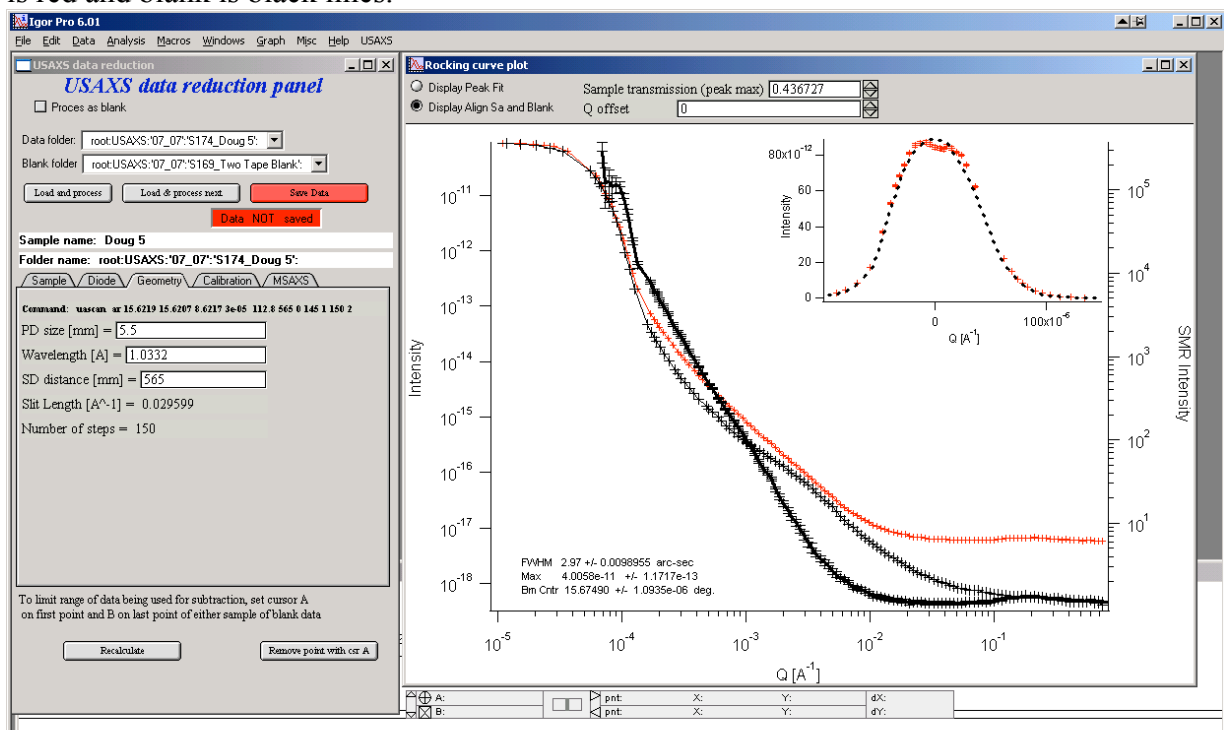 is red and blank is black lines.
Igor Pro 6.01
File Edit Data Analysis Macros Windows Graph Misc Help USAXS
USAXS data reduction
USAXS data reduction panel
Proces as blank
Data folder: root:USAXS:'07_07':'S174_Doug 5':
Blank folder root:USAXS:'07_07':'S169_Two Tape Blank':
Load and process Load & process next Save Data
Data NOT saved
Sample name: Doug 5
Folder name: root:USAXS:'07_07':'S174_Doug 5':
Sample Diode Geometry Calibration MSAXS
Command: uascan ar 15.6219 15.6207 8.6217 3e-05 112.8 565 0 145 1 150 2
PD size [mm] = 5.5
Wavelength [A] = 1.0332
SD distance [mm] = 565
Slit Length [A^-1] = 0.029599
Number of steps = 150
To limit range of data being used for subtraction, set cursor A
on first point and B on last point of either sample of blank data
Recalculate Remove point with csr A
Rocking curve plot
Display Peak Fit Sample transmission (peak max) 0.436727
Display Align Sa and Blank Q offset 0
10^-11
10^-12
10^-13
10^-14
10^-15
10^-16
10^-17
10^-18
Intensity
80x10^-12
60
40
20
0
Intensity
0 100x10^-6
Q [A^-1]
10^5
10^4
10^3
10^2
10^1
SMR Intensity
FWHM 2.97 +/- 0.0098955 arc-sec
Max 4.0058e-11 +/- 1.1717e-13
Bm Cntr 15.67490 +/- 1.0935e-06 deg.
10^-5 10^-4 10^-3 10^-2 10^-1
Q [A^-1]
A: pnt: X: Y: dX:
B: pnt: X: Y: dY: